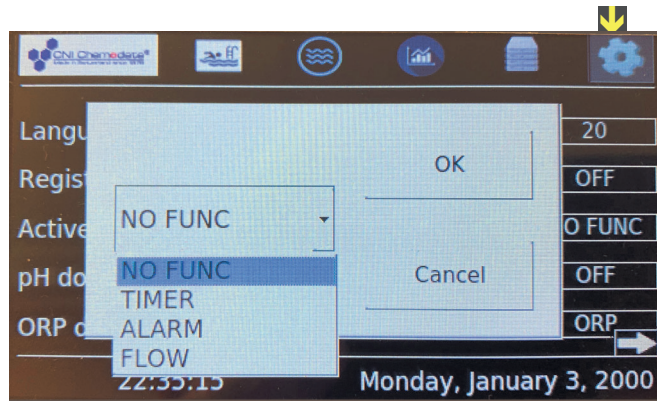 CNI Chemodata®
Langu 20
Regist OFF
OK
Active NO FUNC O FUNC
NO FUNC
Cancel
pH do OFF
TIMER
ORP d ALARM ORP
FLOW
22:35:15 Monday, January 3, 2000